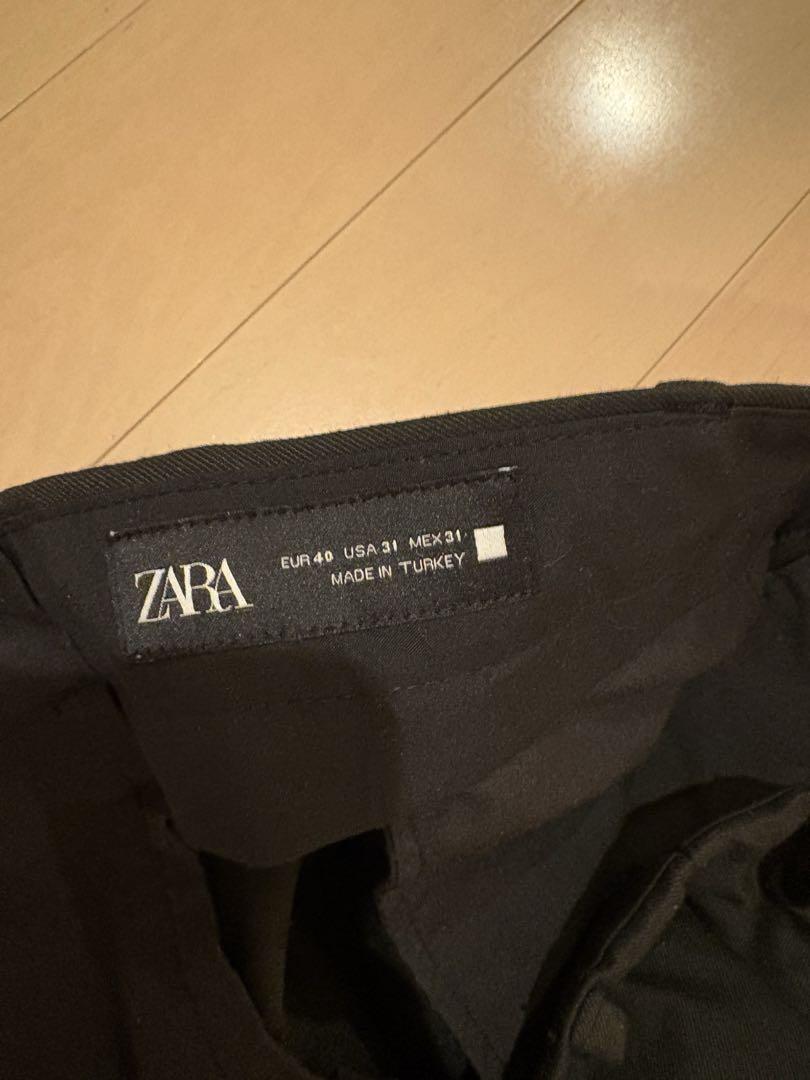 ZARA
EUR 40 USA 31 MEX 31
MADE IN TURKEY